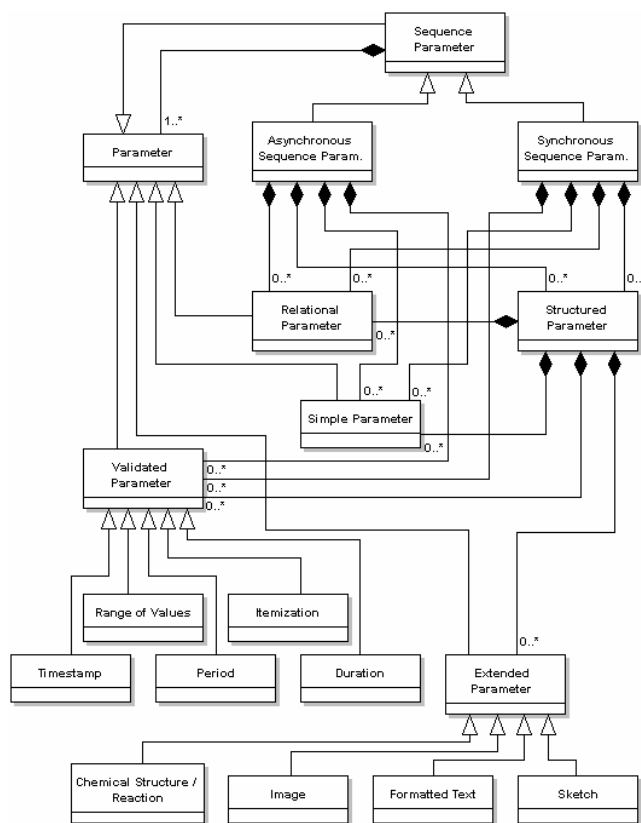 Sequence
Parameter
1..*
Parameter
Asynchronous
Sequence Param.
Synchronous
Sequence Param.
0..*
0..*
0..*
0..
Relational
Parameter
Structured
Parameter
0..*
0..*
0..*
Simple Parameter
0..*
Validated
Parameter
0..*
0..*
0..*
Range of Values
Itemization
Timestamp
Period
Duration
0..*
Extended
Parameter
Chemical Structure /
Reaction
Image
Formatted Text
Sketch